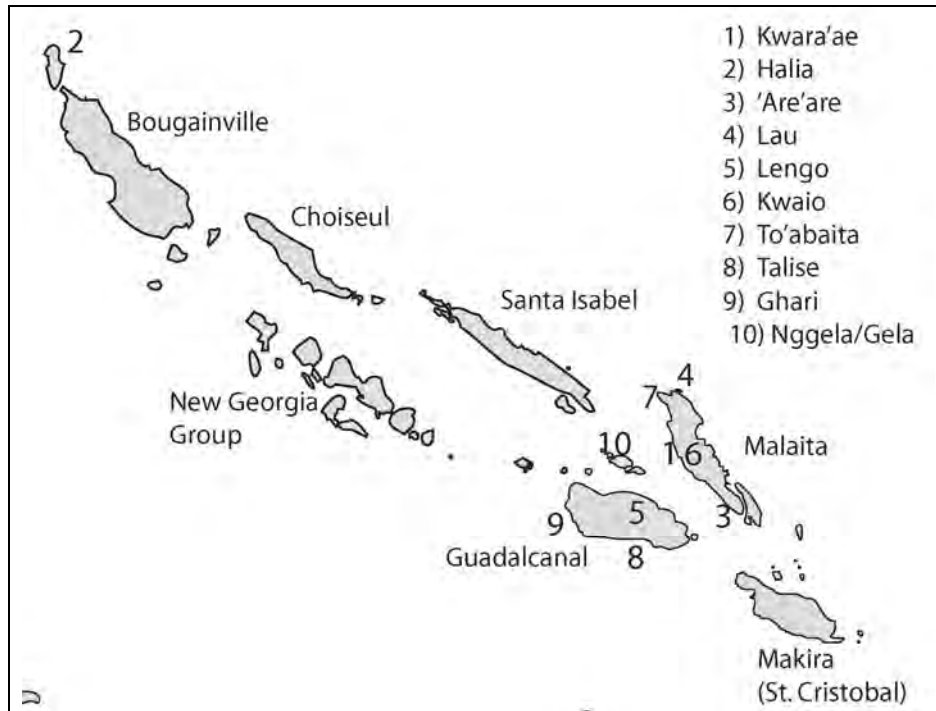 2
Bougainville
Choiseul
Santa Isabel
New Georgia
Group
1) Kwara'ae
2) Halia
3) 'Are'are
4) Lau
5) Lengo
6) Kwaio
7) To'abaita
8) Talise
9) Ghari
10) Nggela/Gela
4
7
10
1
6
Malaita
3
5
9
Guadalcanal
8
Makira
(St. Cristobal)